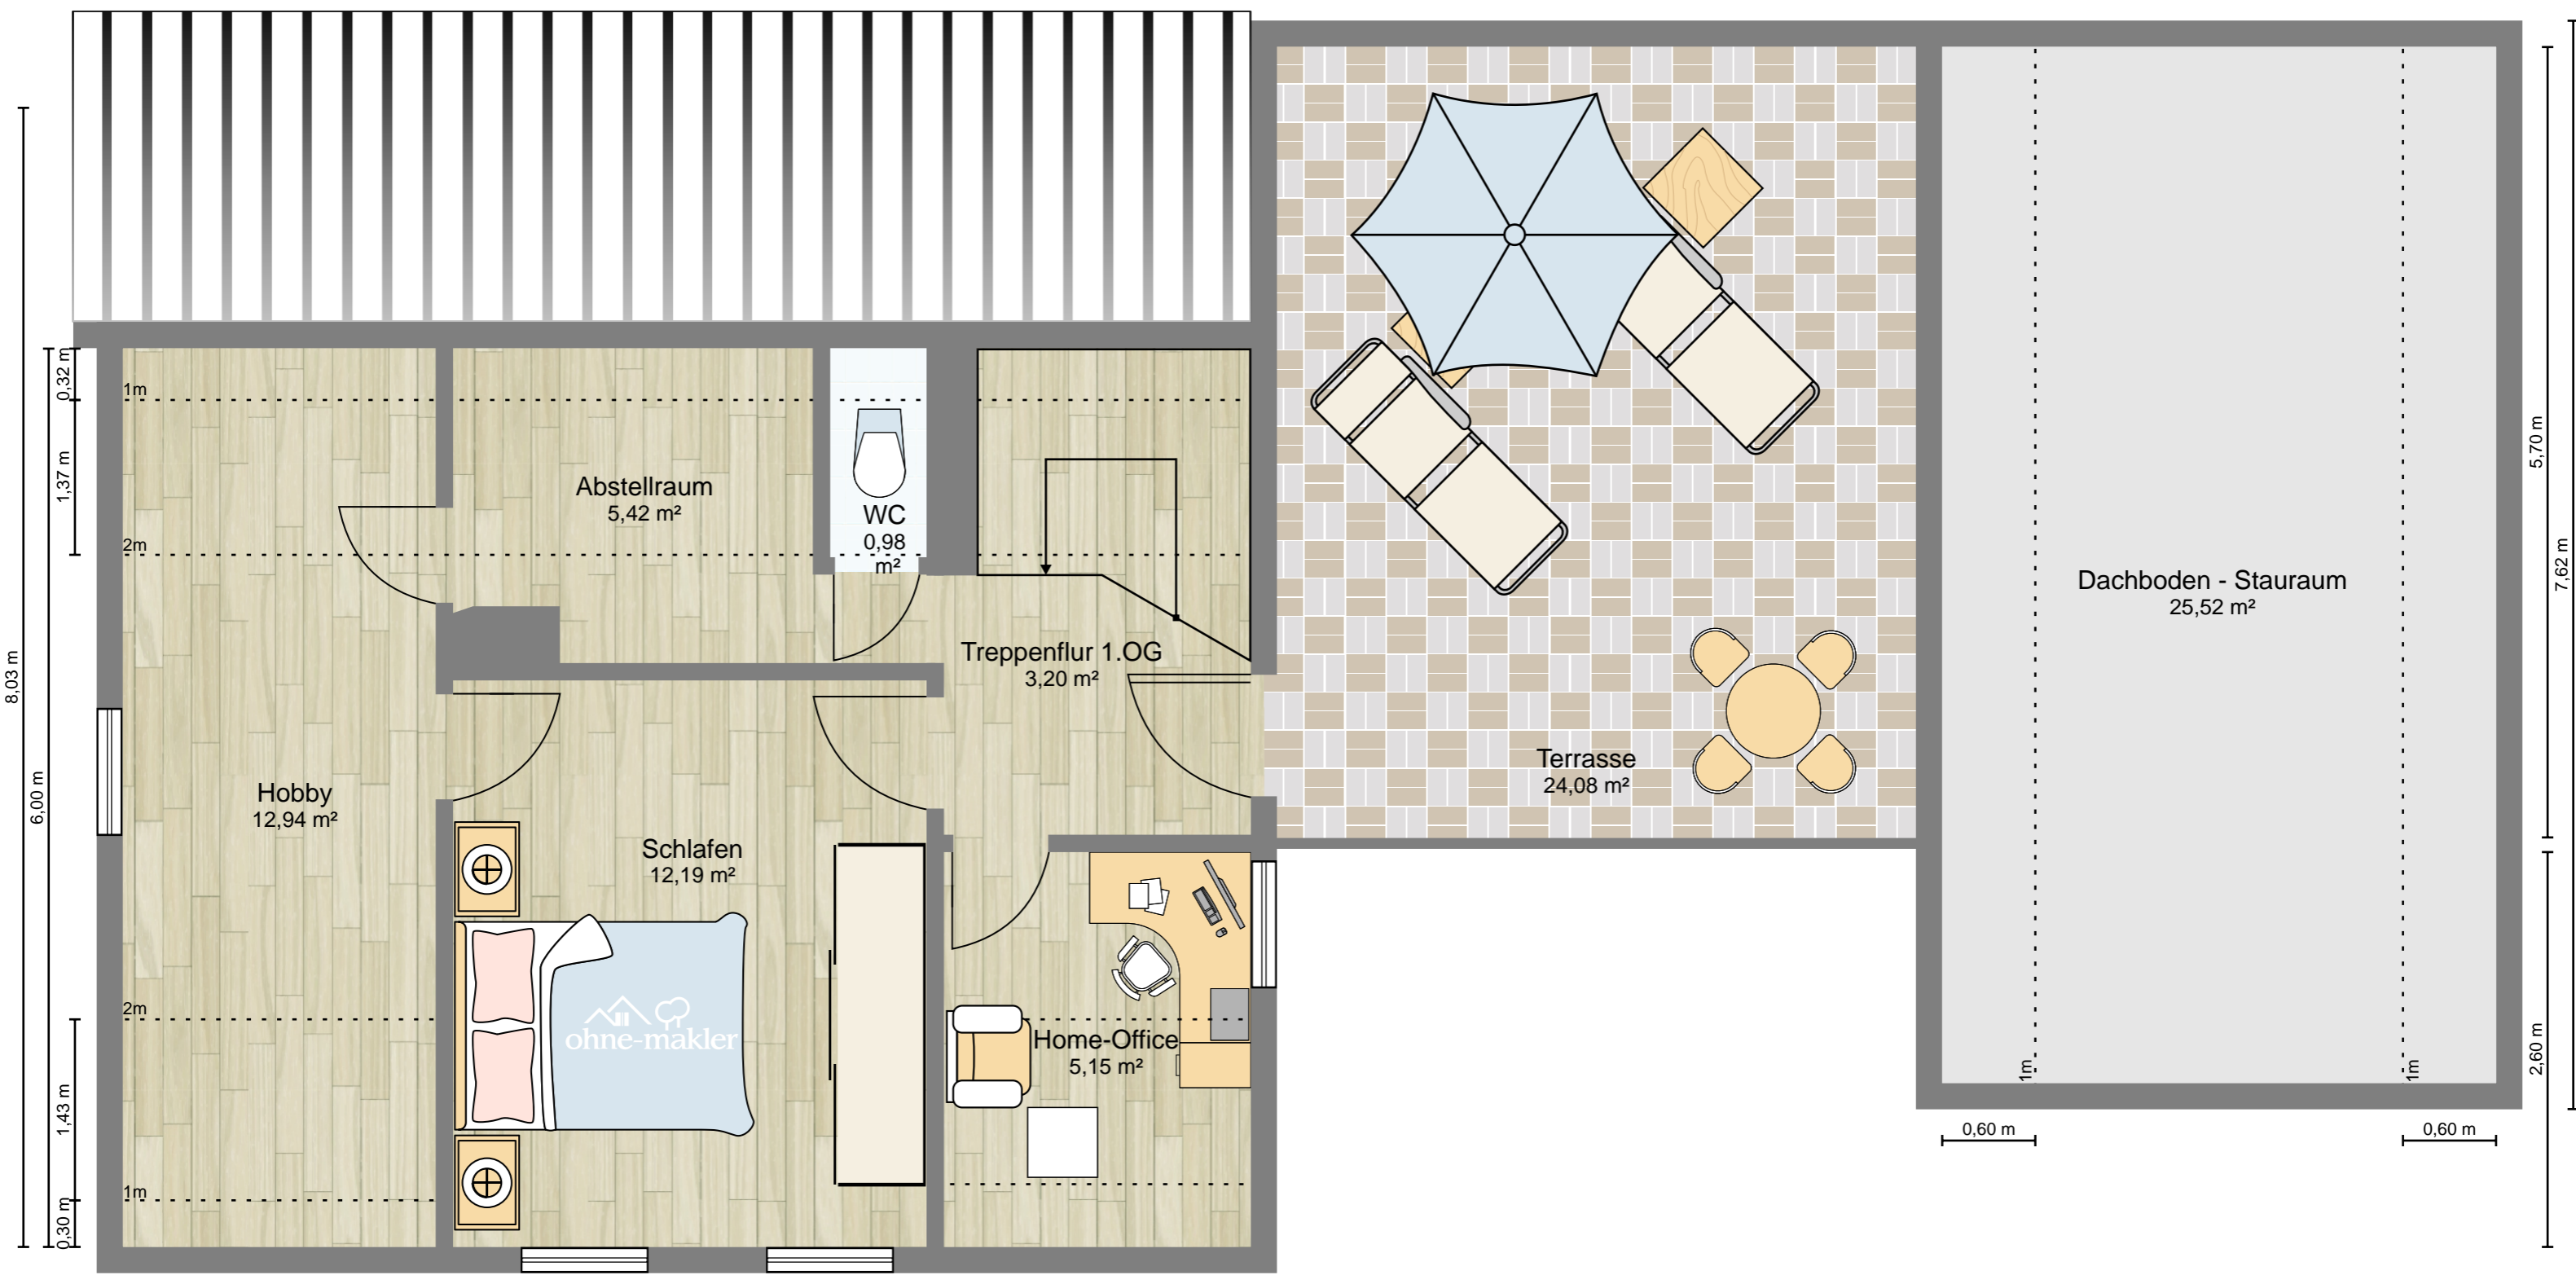 0,32 m
1m
1,37 m
5,70 m
Abstellraum
5,42 m²
WC
0,98
m²
2m
7,62 m
Dachboden - Stauraum
25,52 m²
8,03 m
Treppenflur 1.OG
3,20 m²
6,00 m
Hobby
12,94 m²
Terrasse
24,08 m²
Schlafen
12,19 m²
2m
ohne-makler
Home-Office
5,15 m²
2,60 m
1m
1m
1,43 m
0,60 m
0,60 m
1m
0,30 m